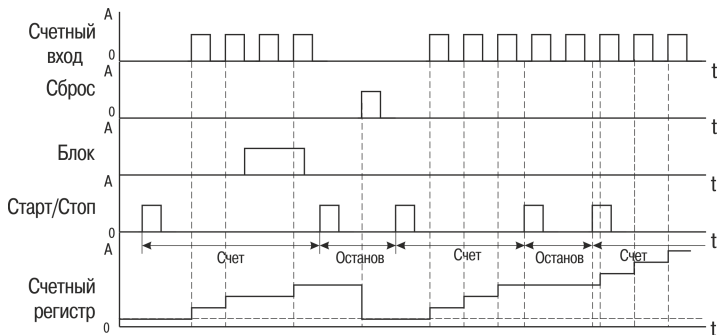 A
Счетный
вход
0
t
A
Сброс
0
t
A
Блок
t
A
Старт/Стоп
0
t
A
Счет
Останов
Счет
Останов
Счет
Счетный
регистр
0
t